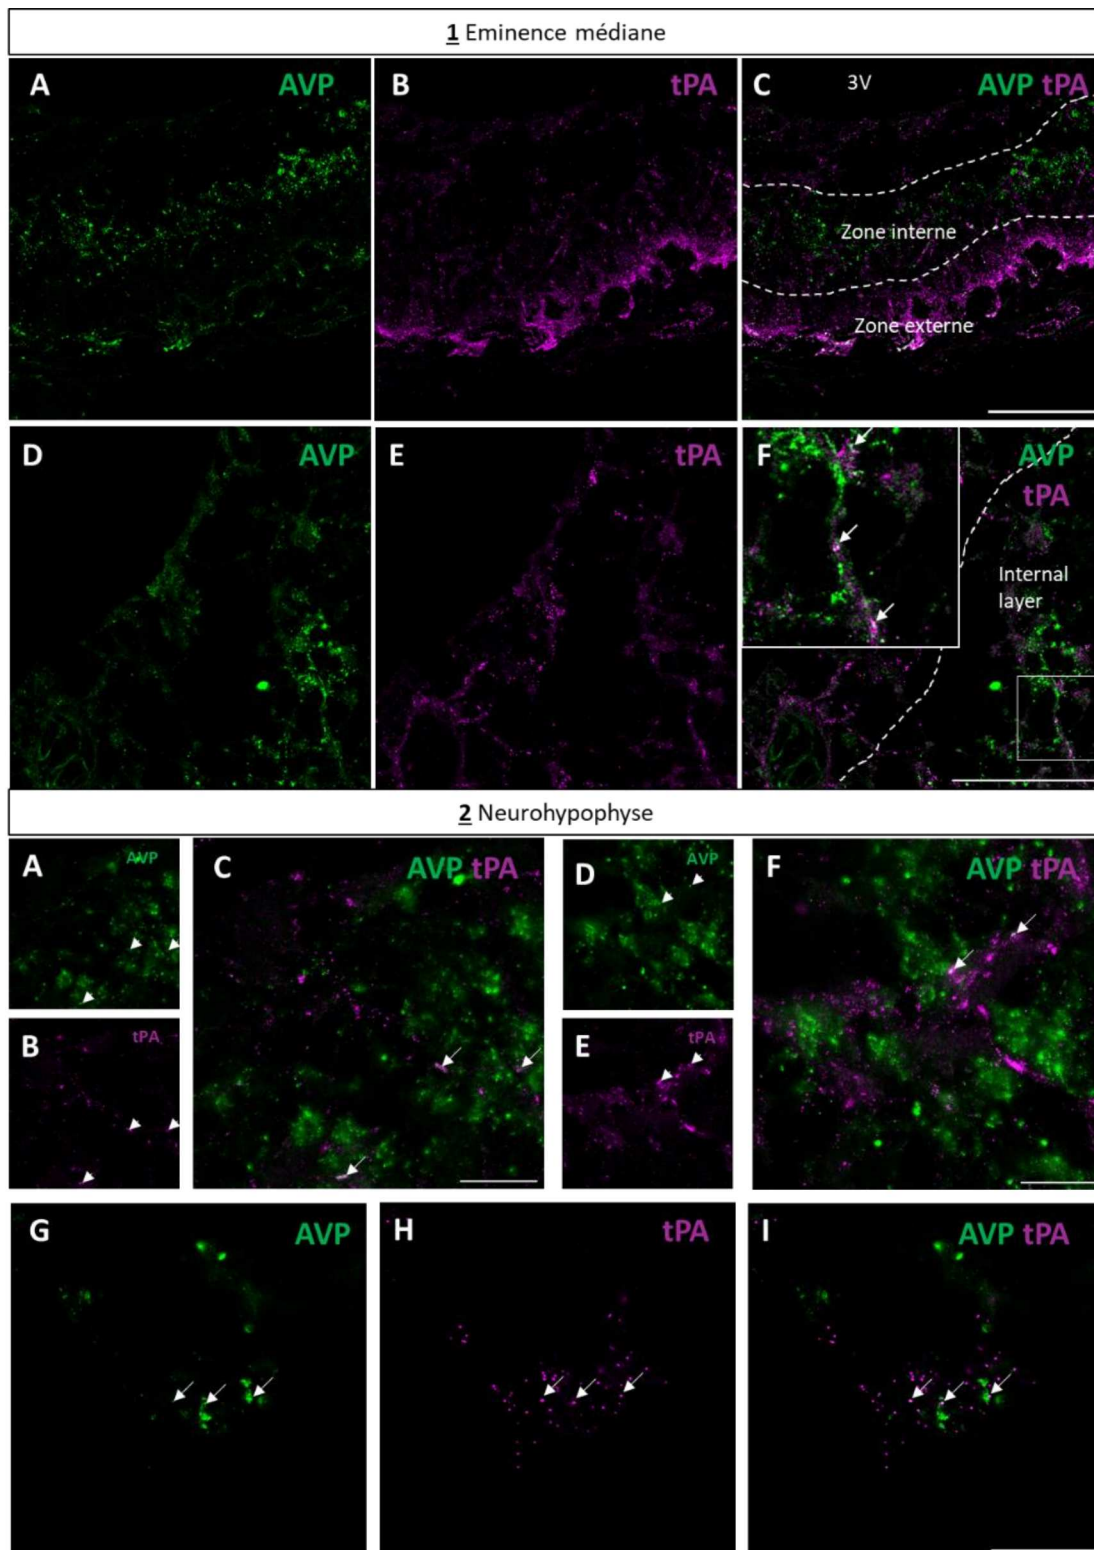 1 Eminence médiane
A AVP
B tPA
C 3V AVP tPA
Zone interne
Zone externe
D AVP
E tPA
F AVP
tPA
Internal
layer
2 Neurohypophyse
A AVP
B tPA
C AVP tPA
D AVP
E tPA
F AVP tPA
G AVP
H tPA
I AVP tPA